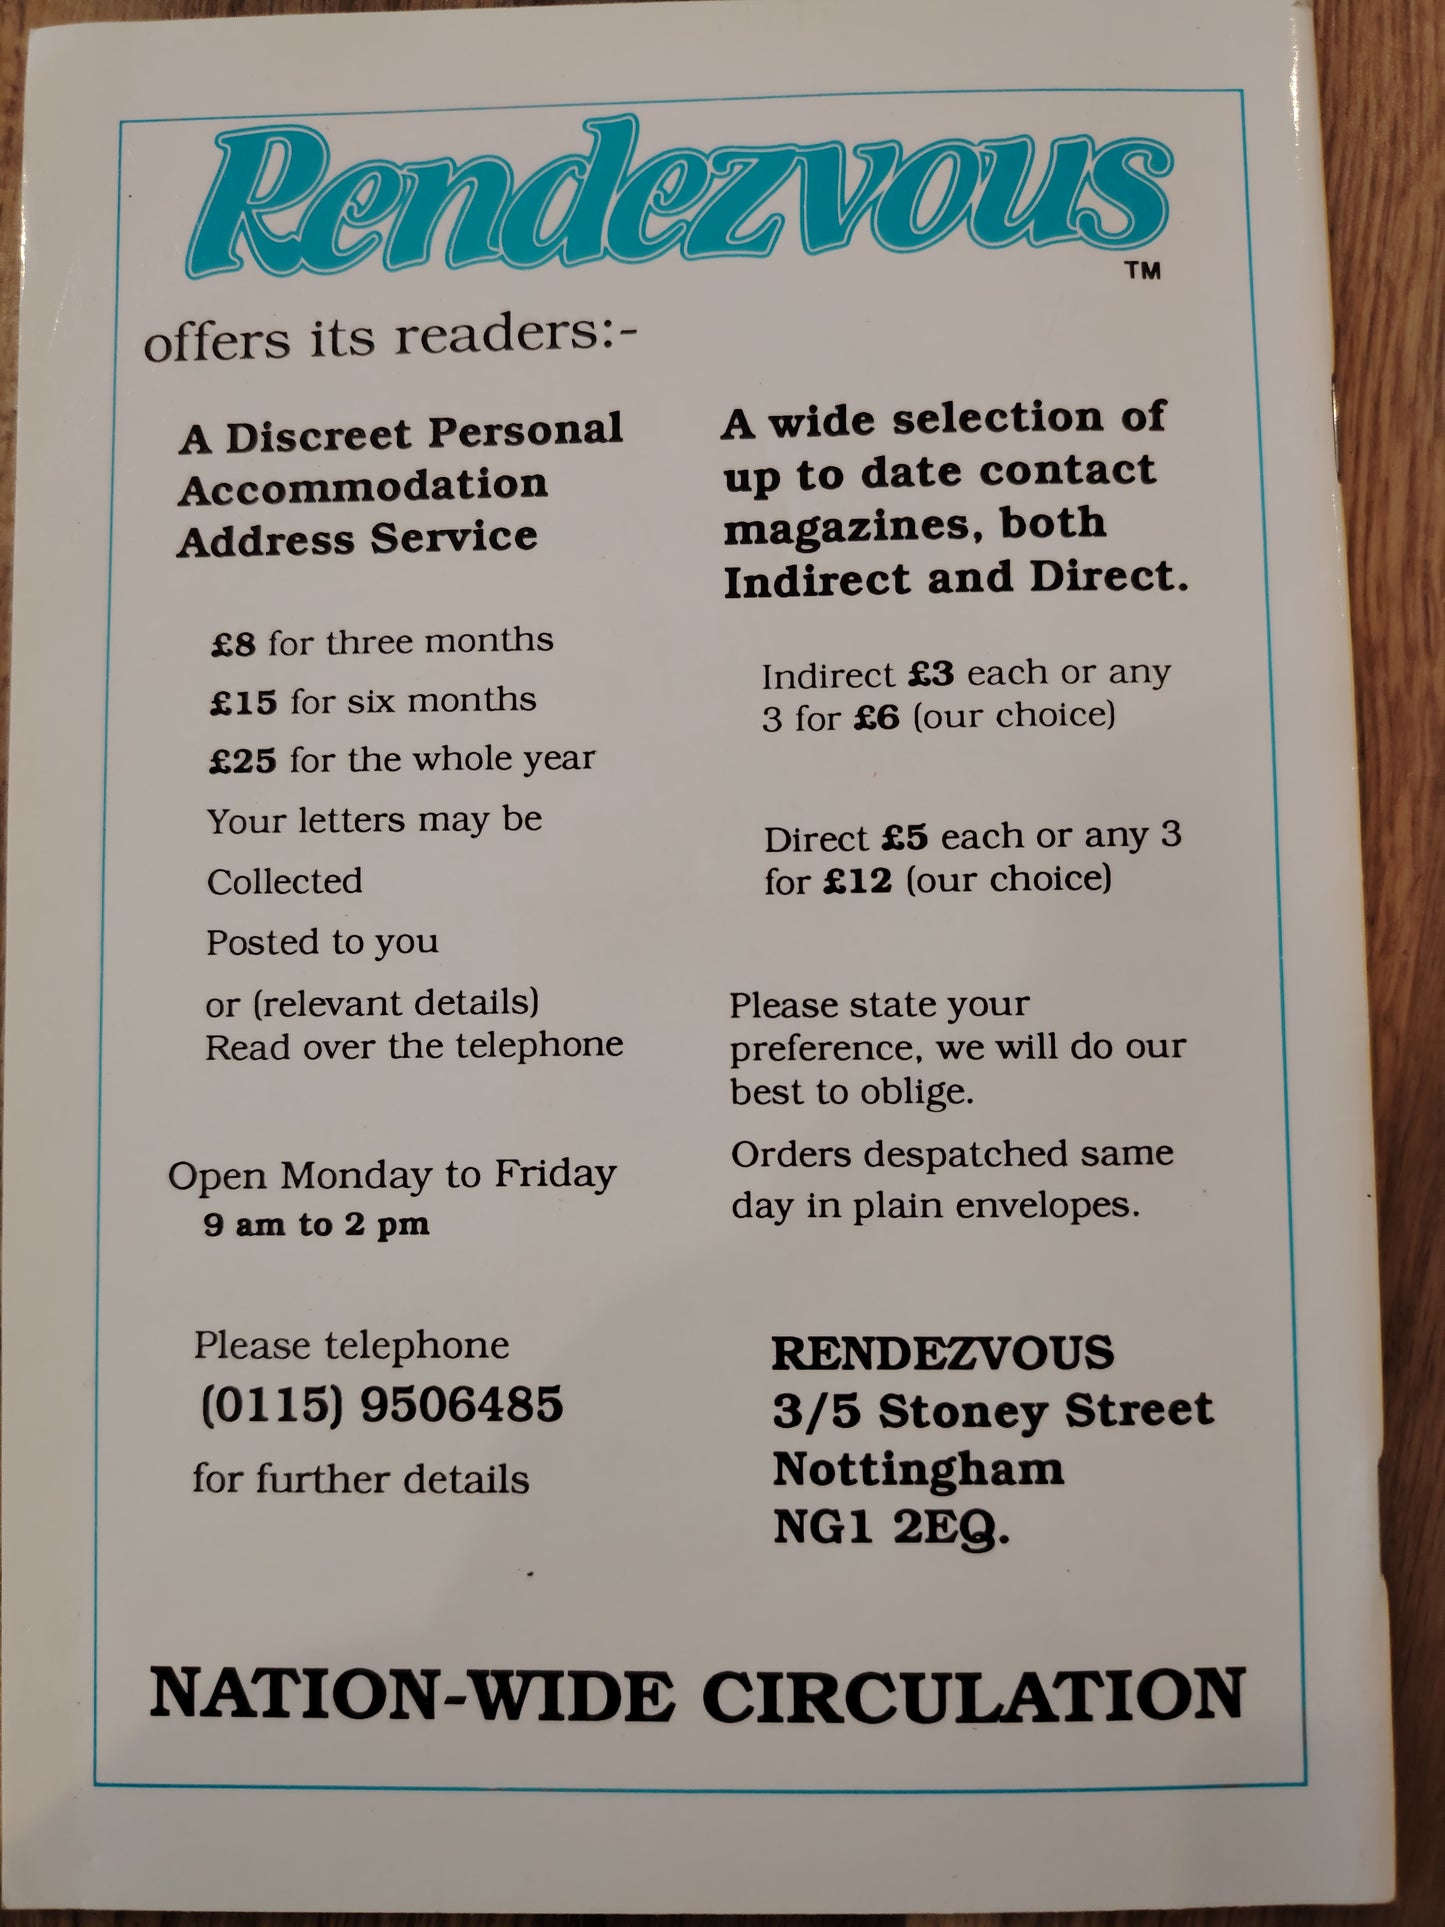 Rendezvous
TM
offers its readers:-
A Discreet Personal
Accommodation
Address Service
£8 for three months
£15 for six months
£25 for the whole year
Your letters may be
Collected
Posted to you
or (relevant details)
Read over the telephone
Open Monday to Friday
9 am to 2 pm
Please telephone
(0115) 9506485
for further details
A wide selection of
up to date contact
magazines, both
Indirect and Direct.
Indirect £3 each or any
3 for £6 (our choice)
Direct £5 each or any 3
for £12 (our choice)
Please state your
preference, we will do our
best to oblige.
Orders despatched same
day in plain envelopes.
RENDEZVOUS
3/5 Stoney Street
Nottingham
NG1 2EQ.
NATION-WIDE CIRCULATION